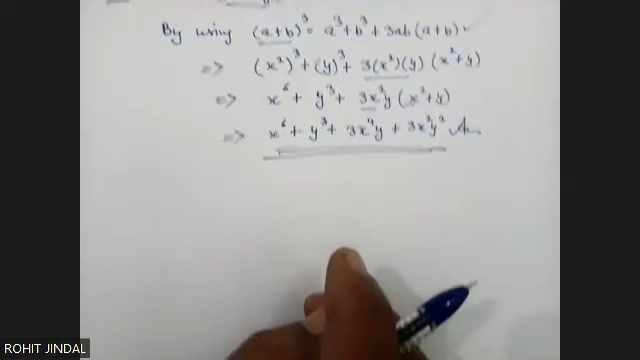 By using (a+b)³ = a³ + b³ + 3ab(a+b)
=> (x²)³ + (y)³ + 3(x²)(y) (x²+y)
=> x⁶ + y³ + 3x²y (x²+y)
=> x⁶ + y³ + 3x⁴y + 3x²y² Ans
ROHIT JINDAL